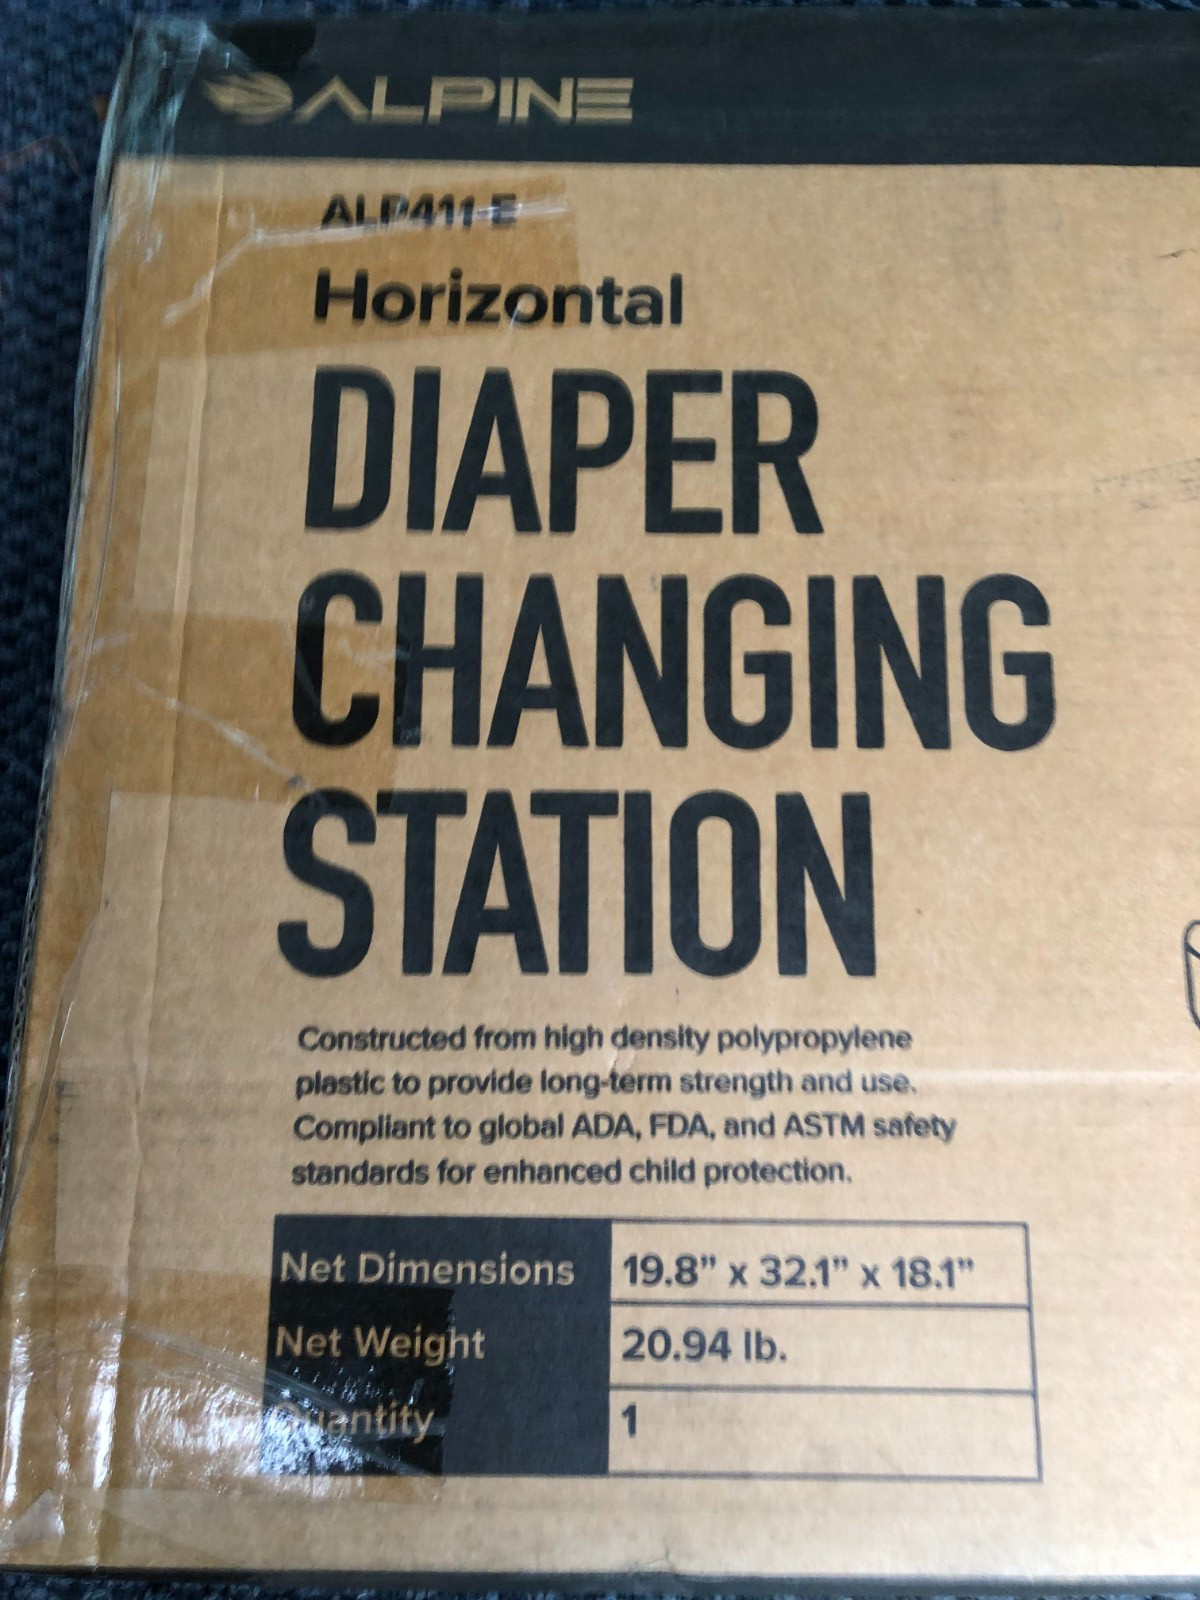 ALPINE
ALP411-E
Horizontal
DIAPER
CHANGING
STATION
Constructed from high density polypropylene
plastic to provide long-term strength and use.
Compliant to global ADA, FDA, and ASTM safety
standards for enhanced child protection.
Net Dimensions 19.8” x 32.1” x 18.1”
Net Weight 20.94 lb.
Quantity 1